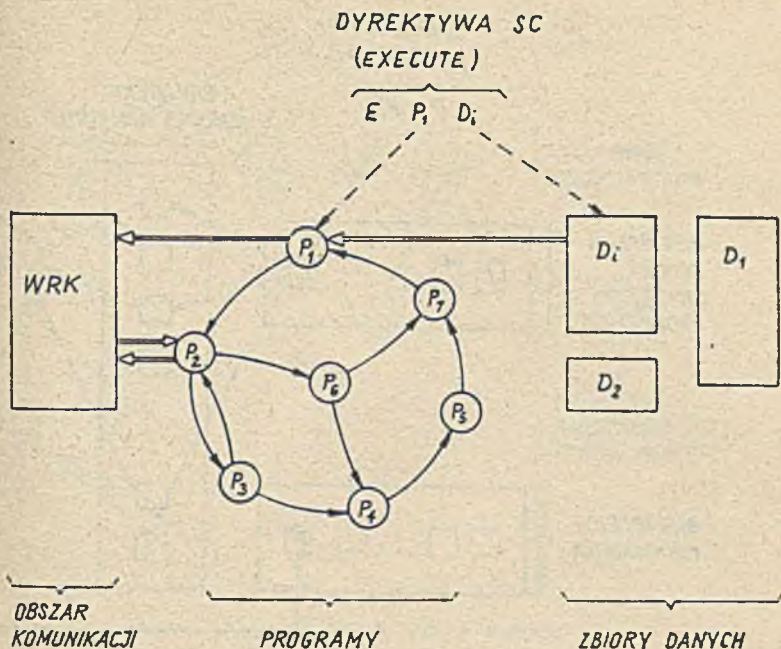 DYREKTYWA SC
(EXECUTE)
E P₁ Di
WRK
P₁
Di
D₁
P₇
P₂
P₆
D₂
P₅
P₃
P₄
OBSZAR
KOMUNIKACJI
PROGRAMY
ZBIORY DANYCH